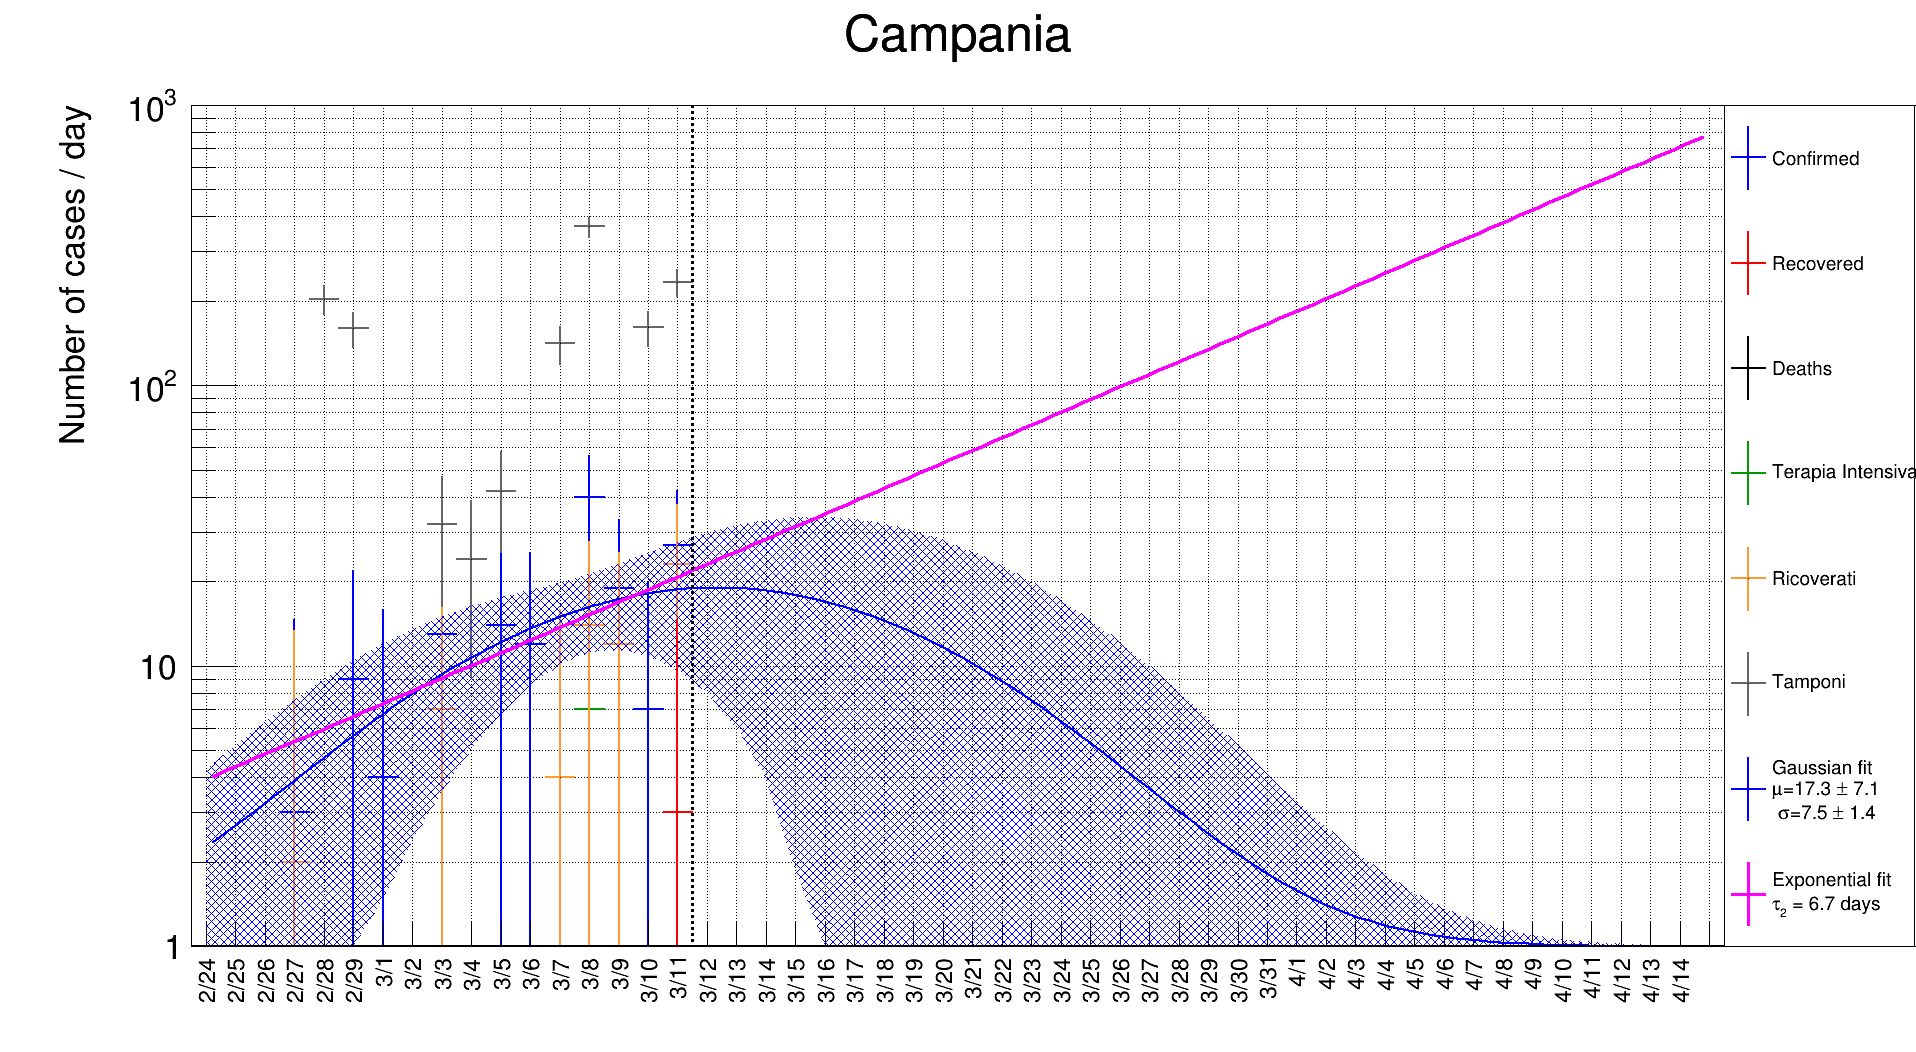 Campania
Number of cases / day
10³
10²
10
1
2/24 2/25 2/26 2/27 2/28 2/29 3/1 3/2 3/3 3/4 3/5 3/6 3/7 3/8 3/9 3/10 3/11 3/12 3/13 3/14 3/15 3/16 3/17 3/18 3/19 3/20 3/21 3/22 3/23 3/24 3/25 3/26 3/27 3/28 3/29 3/30 3/31 4/1 4/2 4/3 4/4 4/5 4/6 4/7 4/8 4/9 4/10 4/11 4/12 4/13 4/14
Confirmed
Recovered
Deaths
Terapia Intensiva
Ricoverati
Tamponi
Gaussian fit
μ=17.3 ± 7.1
σ=7.5 ± 1.4
Exponential fit
τ₂ = 6.7 days